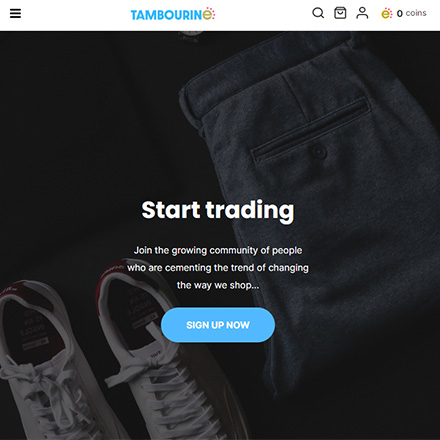 TAMBOURINE
0 coins
Start trading
Join the growing community of people
who are cementing the trend of changing
the way we shop...
SIGN UP NOW